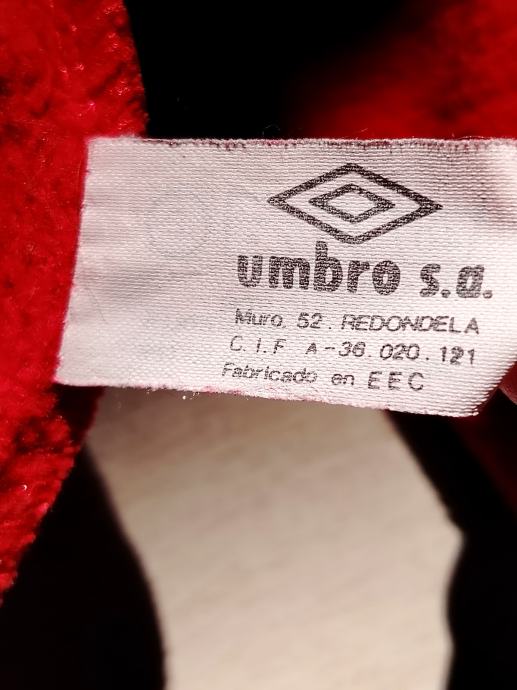 umbro s.a.
Muro. 52. REDONDELA
C.I.F A-36.020.121
Fabricado en EEC